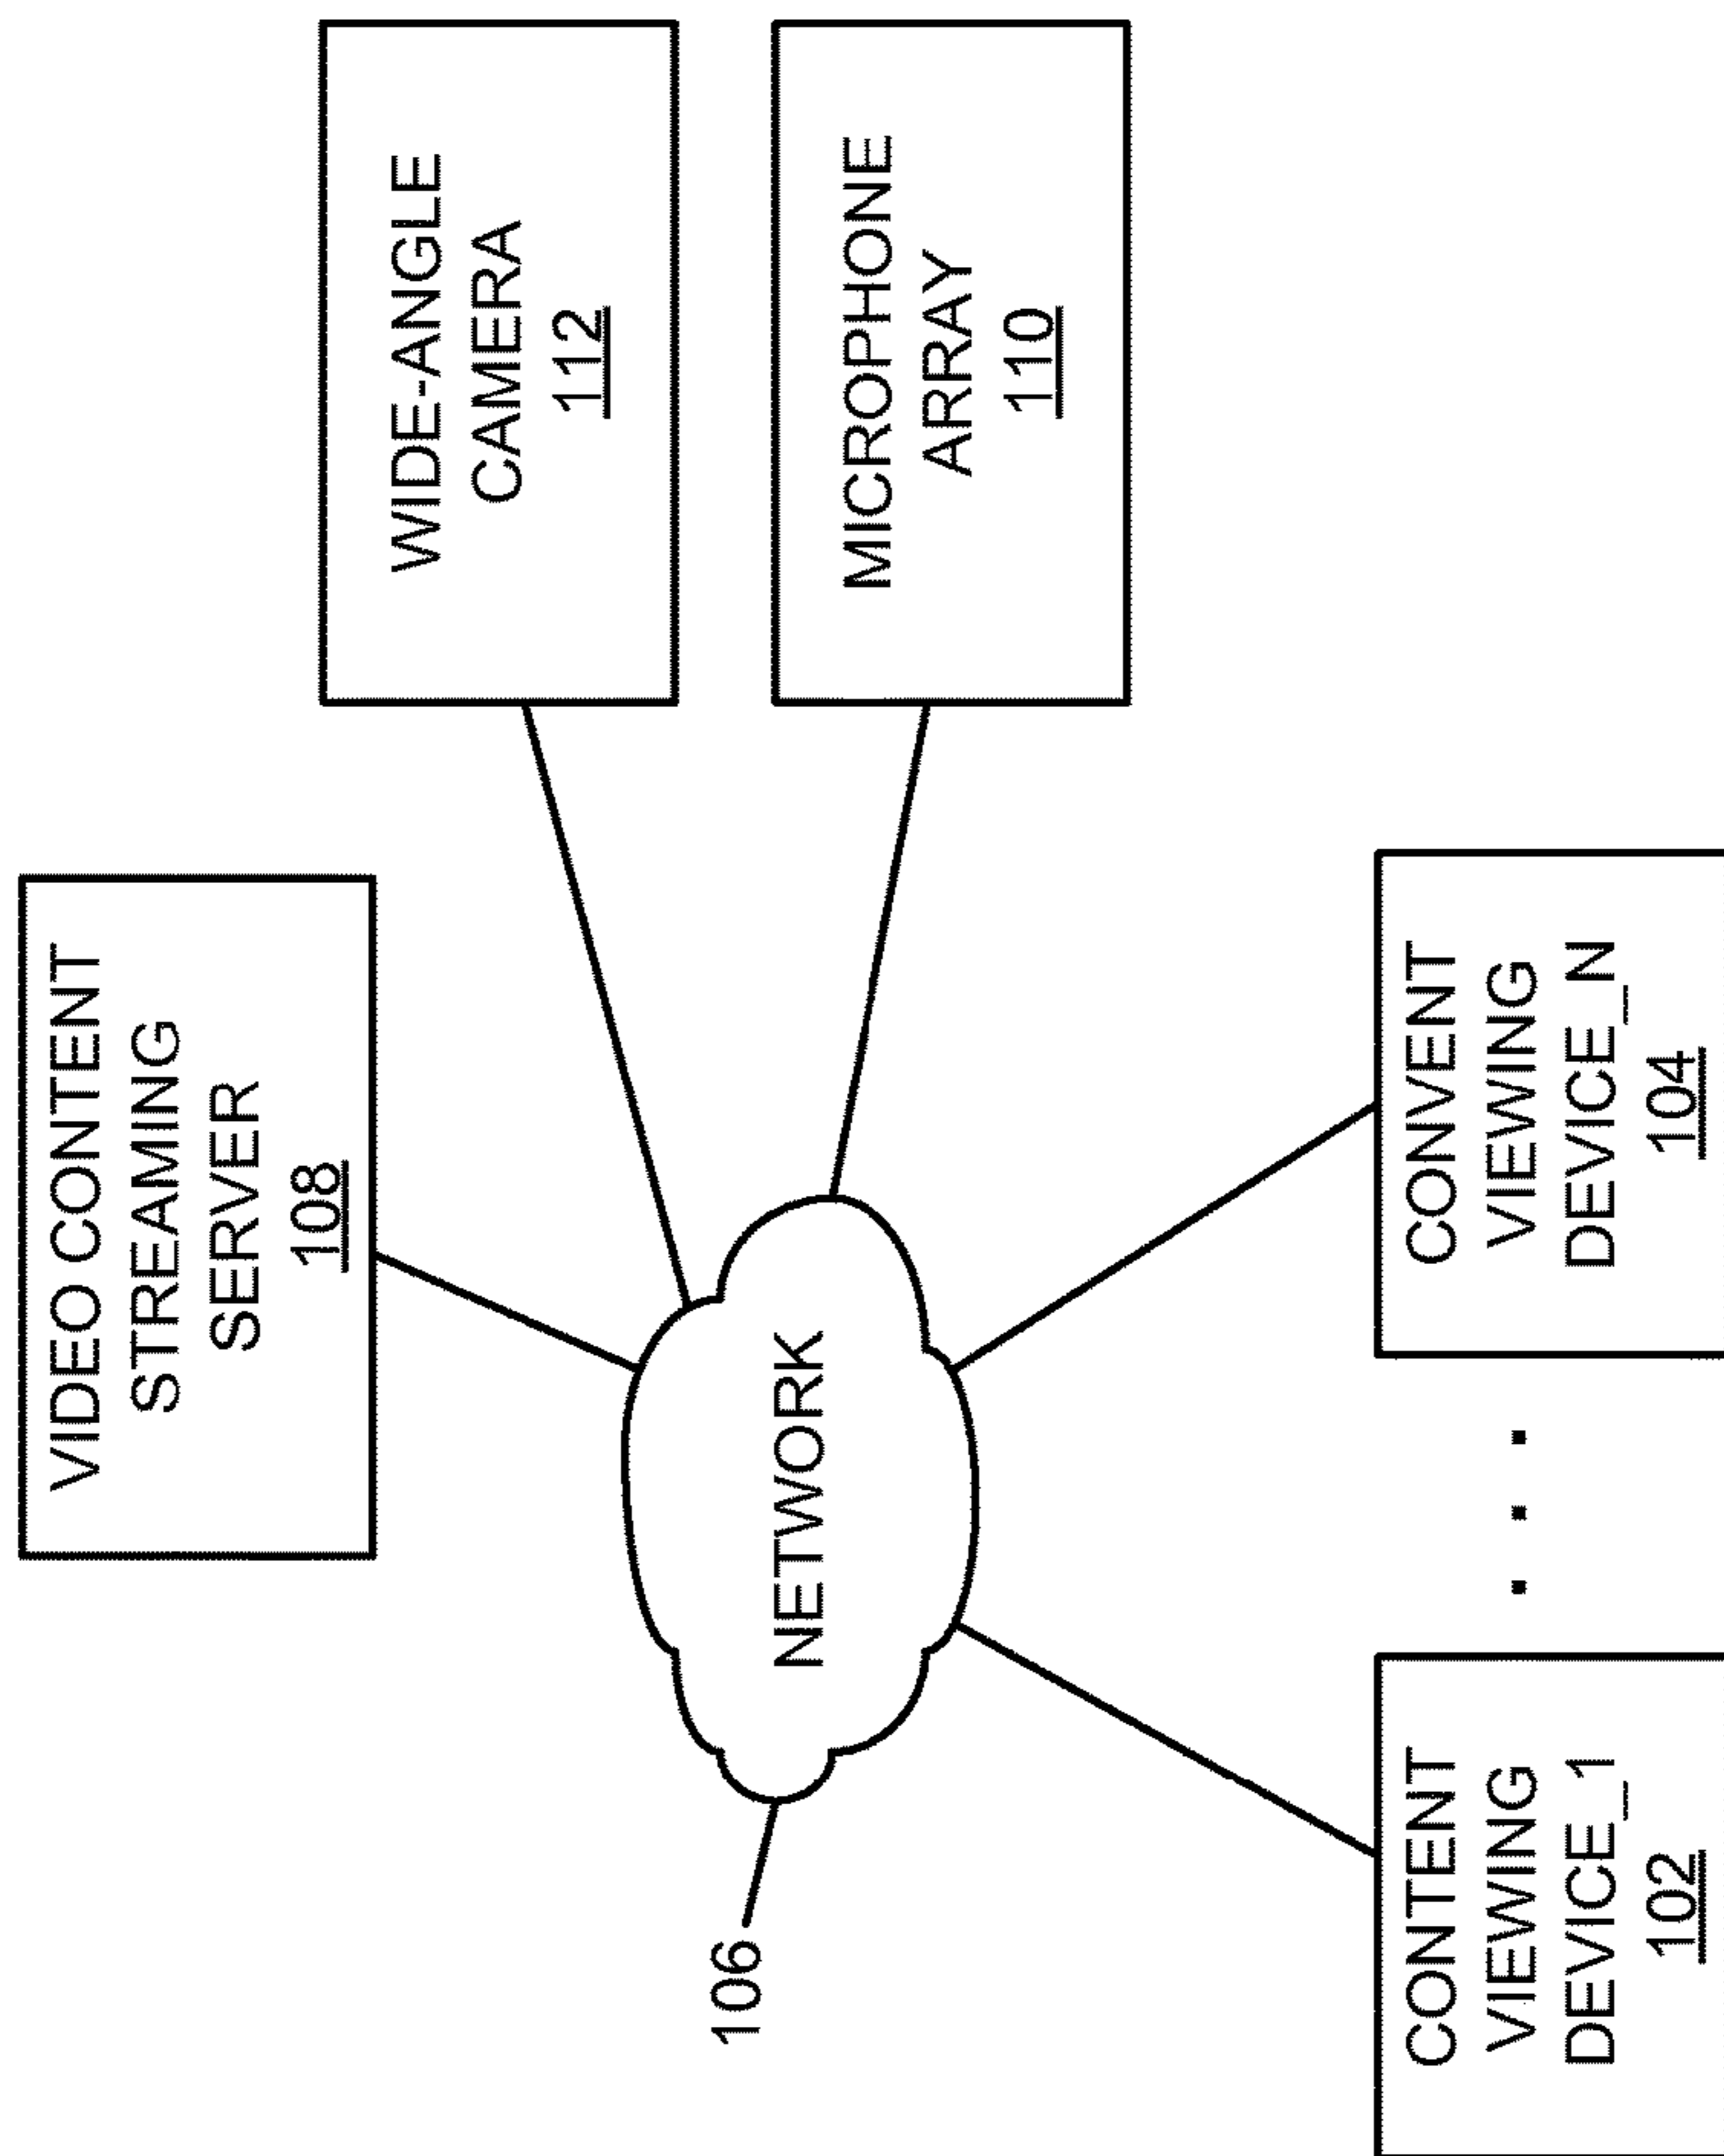 VIDEO CONTENT
STREAMING
SERVER
108
WIDE-ANGLE
CAMERA
112
MICROPHONE
ARRAY
110
NETWORK
106
CONTENT
VIEWING
DEVICE_1
102
CONVENT
VIEWING
DEVICE_N
104